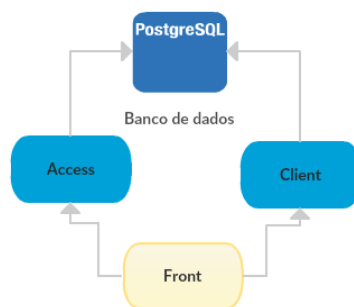 PostgreSQL
Banco de dados
Access
Client
Front